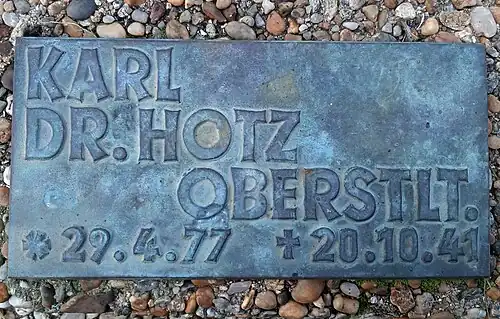 KARL
DR. HOTZ
OBERSTLT.
* 29.4.77 † 20.10.41